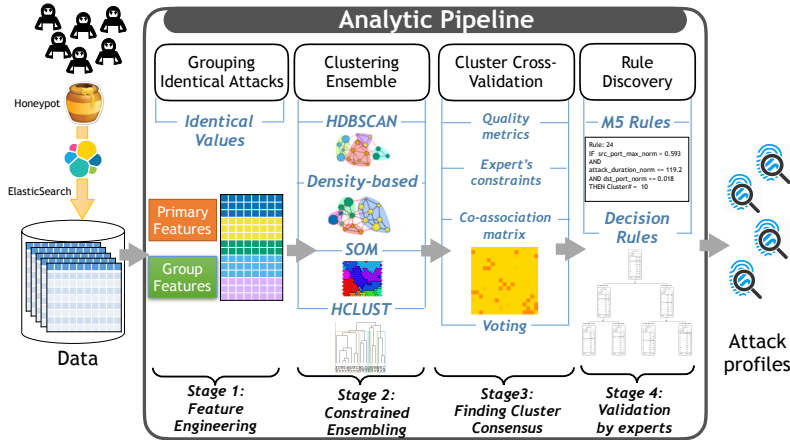 Analytic Pipeline
Honeypot
ElasticSearch
Data
Grouping
Identical Attacks
Identical
Values
Primary
Features
Group
Features
Stage 1:
Feature
Engineering
Clustering
Ensemble
HDBSCAN
Density-based
SOM
HCLUST
Stage 2:
Constrained
Ensembling
Cluster Cross-
Validation
Quality
metrics
Expert's
constraints
Co-association
matrix
Voting
Stage3:
Finding Cluster
Consensus
Rule
Discovery
M5 Rules
Rule: 24
IF src_port_max_norm > 0.593
AND
attack_duration_norm <= 119.2
AND dst_port_norm <= 0.018
THEN Cluster# = 10
Decision
Rules
Stage 4:
Validation
by experts
Attack
profiles